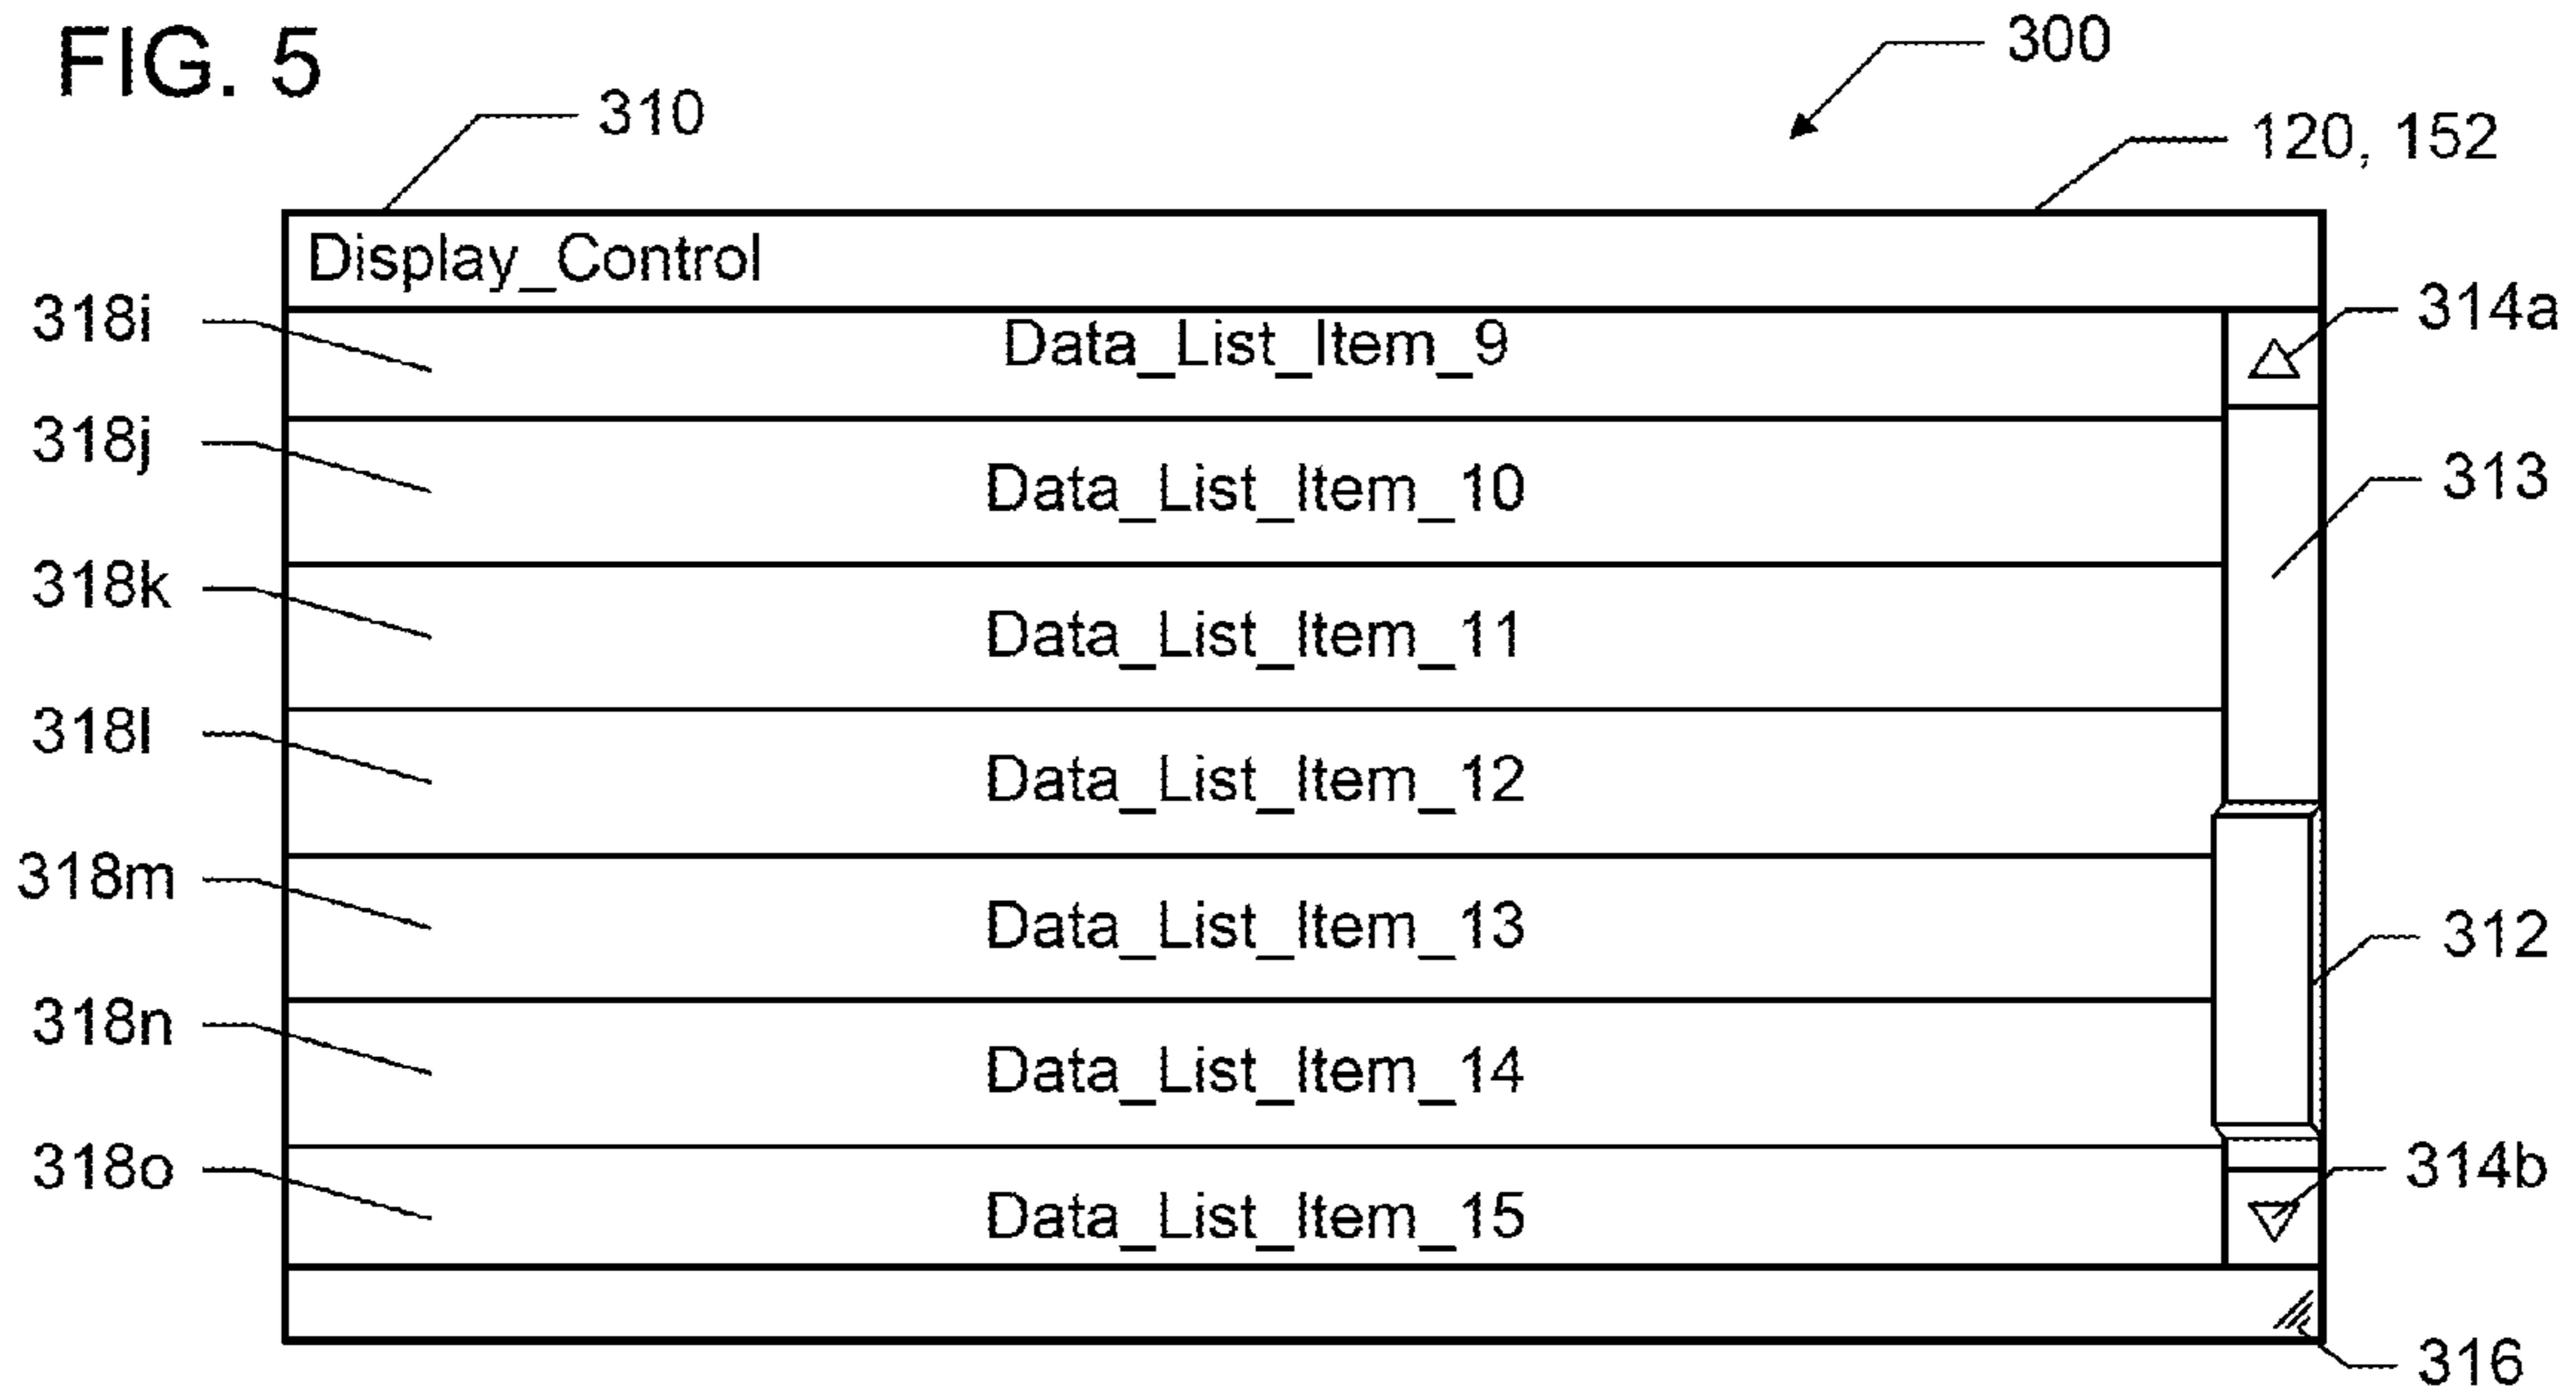 FIG. 5
300
310
120, 152
Display_Control
318i
Data_List_Item_9
314a
318j
Data_List_Item_10
313
318k
Data_List_Item_11
318l
Data_List_Item_12
318m
Data_List_Item_13
312
318n
Data_List_Item_14
318o
Data_List_Item_15
314b
316